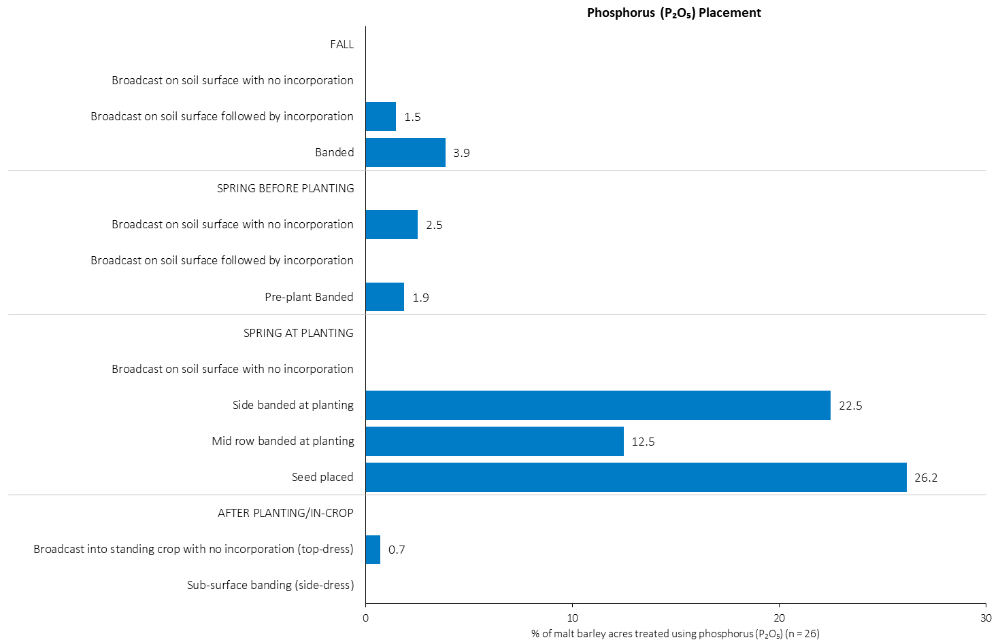 Phosphorus (P₂O₅) Placement
FALL
Broadcast on soil surface with no incorporation
Broadcast on soil surface followed by incorporation 1.5
Banded 3.9
SPRING BEFORE PLANTING
Broadcast on soil surface with no incorporation 2.5
Broadcast on soil surface followed by incorporation
Pre-plant Banded 1.9
SPRING AT PLANTING
Broadcast on soil surface with no incorporation
Side banded at planting 22.5
Mid row banded at planting 12.5
Seed placed 26.2
AFTER PLANTING/IN-CROP
Broadcast into standing crop with no incorporation (top-dress) 0.7
Sub-surface banding (side-dress)
0 10 20 30
% of malt barley acres treated using phosphorus (P₂O₅) (n = 26)